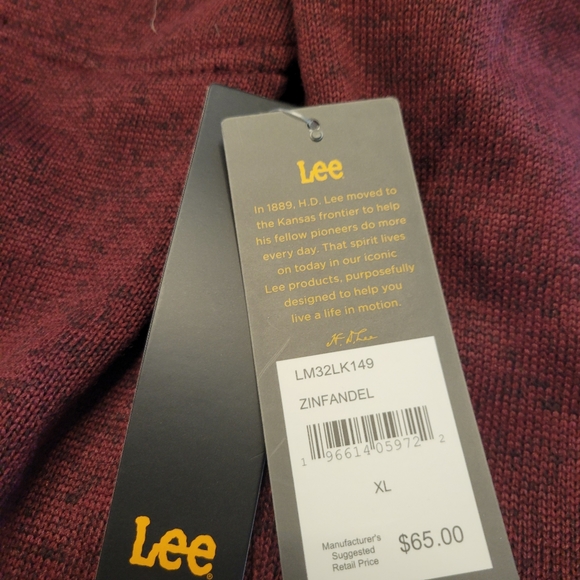 Lee
In 1889, H.D. Lee moved to
the Kansas frontier to help
his fellow pioneers do more
every day. That spirit lives
on today in our iconic
Lee products, purposefully
designed to help you
live a life in motion.
H. D. Lee
LM32LK149
ZINFANDEL
1 96614 05972 2
XL
Manufacturer's
Suggested
Retail Price
$65.00
Lee